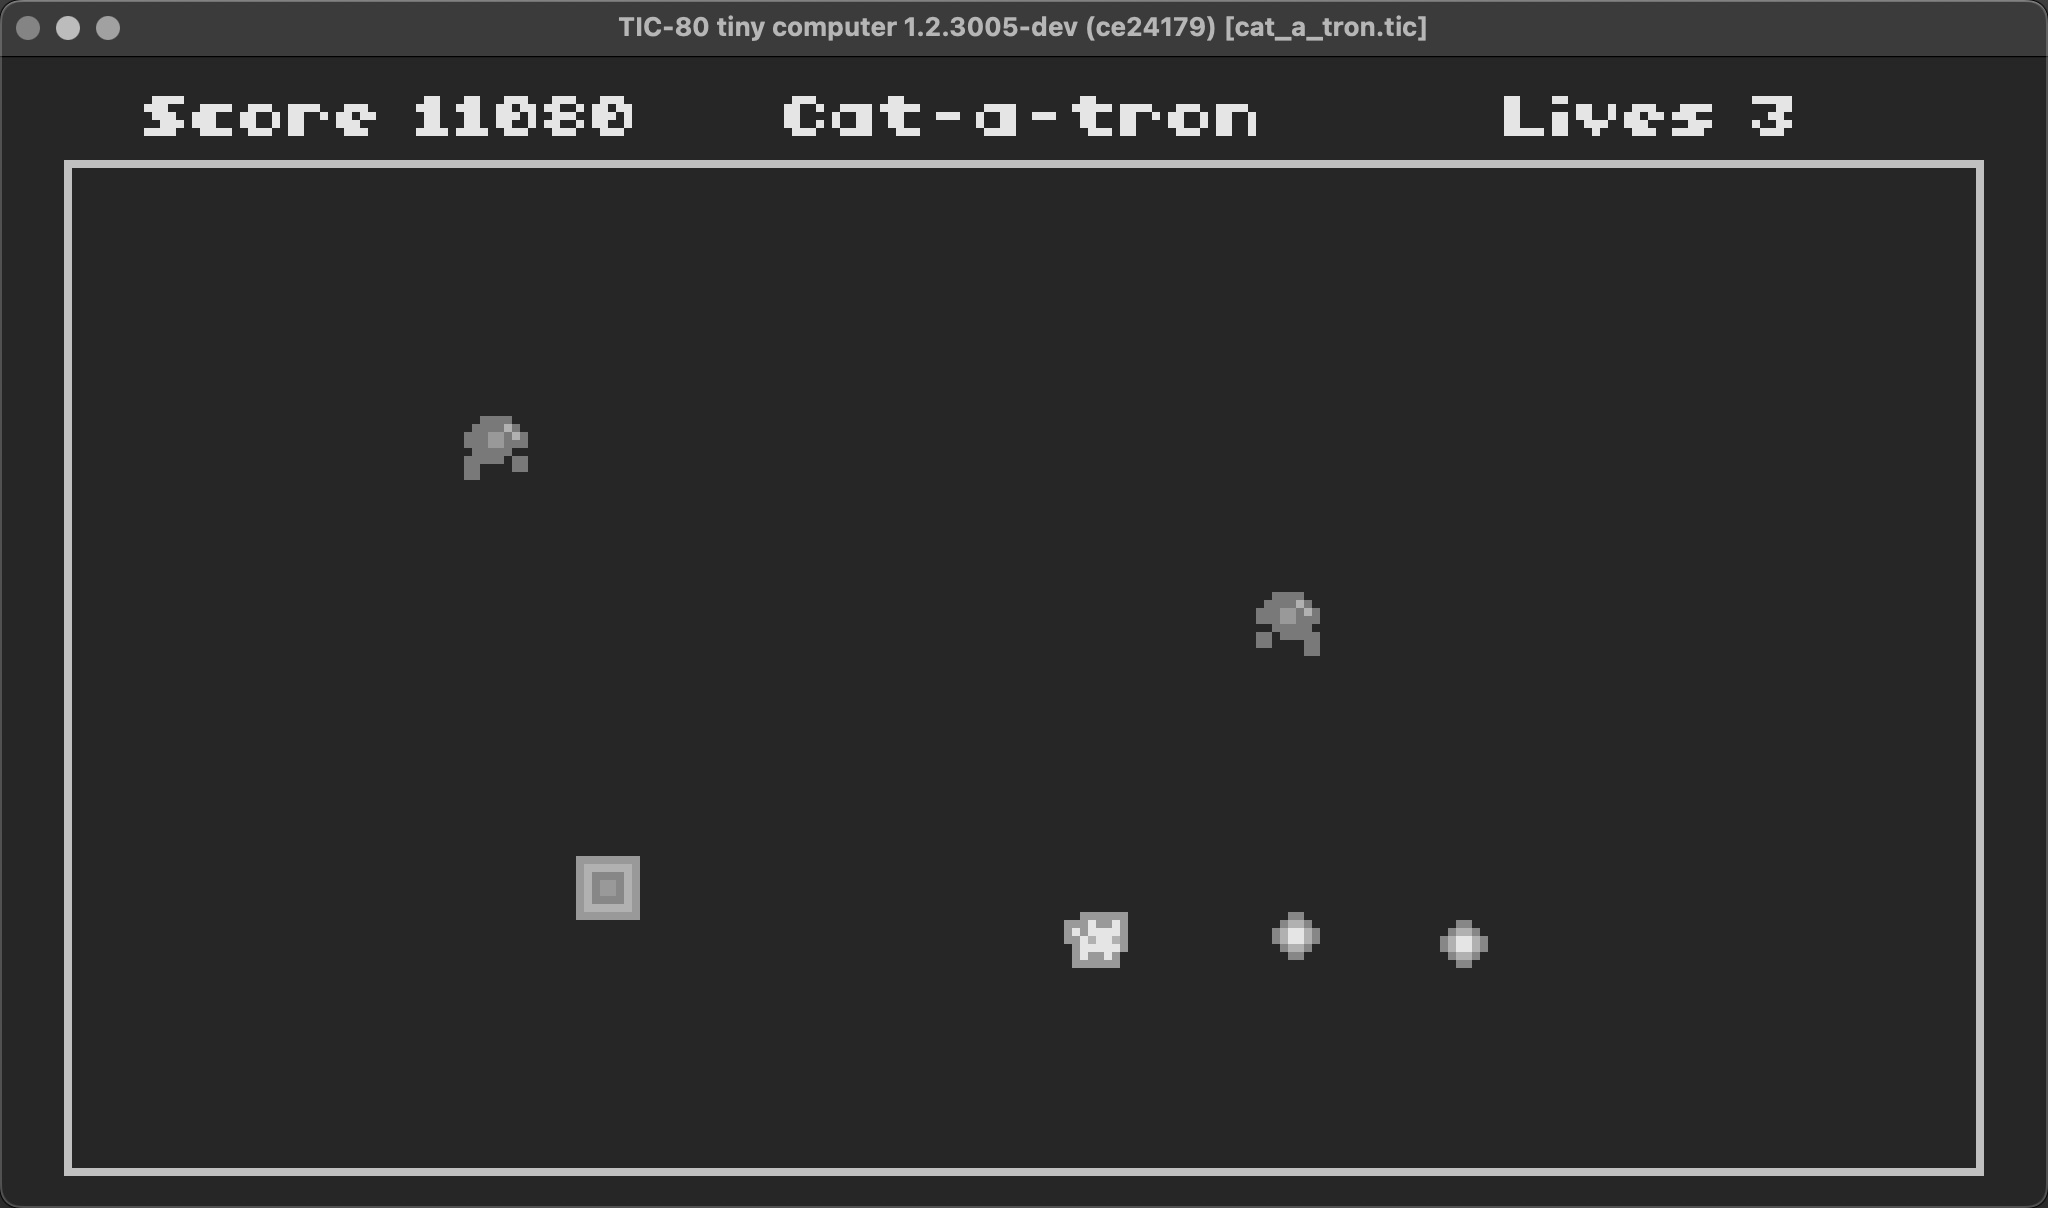 TIC-80 tiny computer 1.2.3005-dev (ce24179) [cat_a_tron.tic]
Score 11080 Cat-a-tron Lives 3